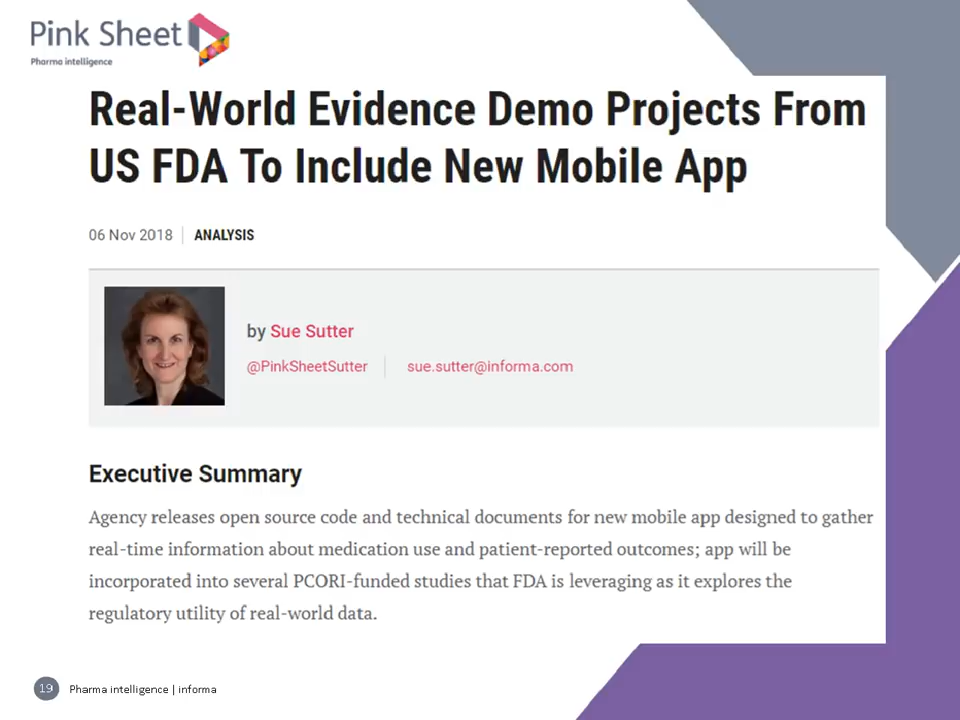 Pink Sheet
Pharma intelligence
Real-World Evidence Demo Projects From
US FDA To Include New Mobile App
06 Nov 2018 | ANALYSIS
by Sue Sutter
@PinkSheetSutter | sue.sutter@informa.com
Executive Summary
Agency releases open source code and technical documents for new mobile app designed to gather
real-time information about medication use and patient-reported outcomes; app will be
incorporated into several PCORI-funded studies that FDA is leveraging as it explores the
regulatory utility of real-world data.
19 Pharma intelligence | informa